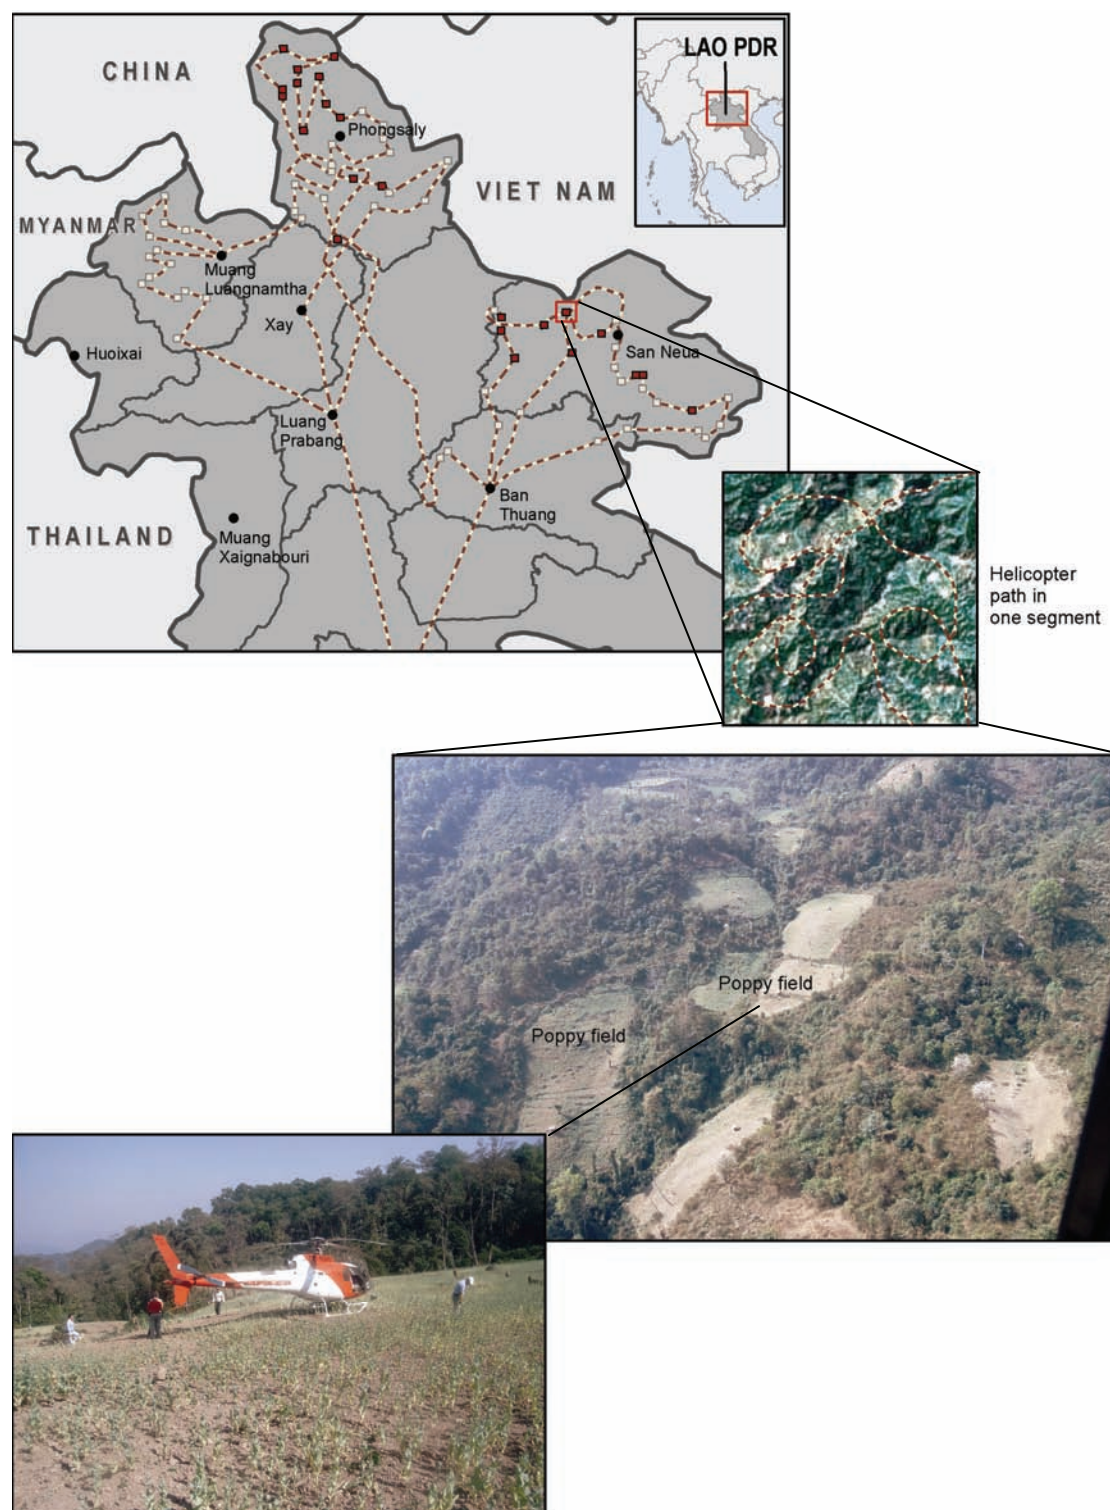 CHINA
LAO PDR
Phongsaly
VIET NAM
MYANMAR
Muang
Luangnamtha
Xay
Huoixai
San Neua
Luang
Prabang
Ban
Thuang
THAILAND
Muang
Xaignabouri
Helicopter
path in
one segment
Poppy field
Poppy field